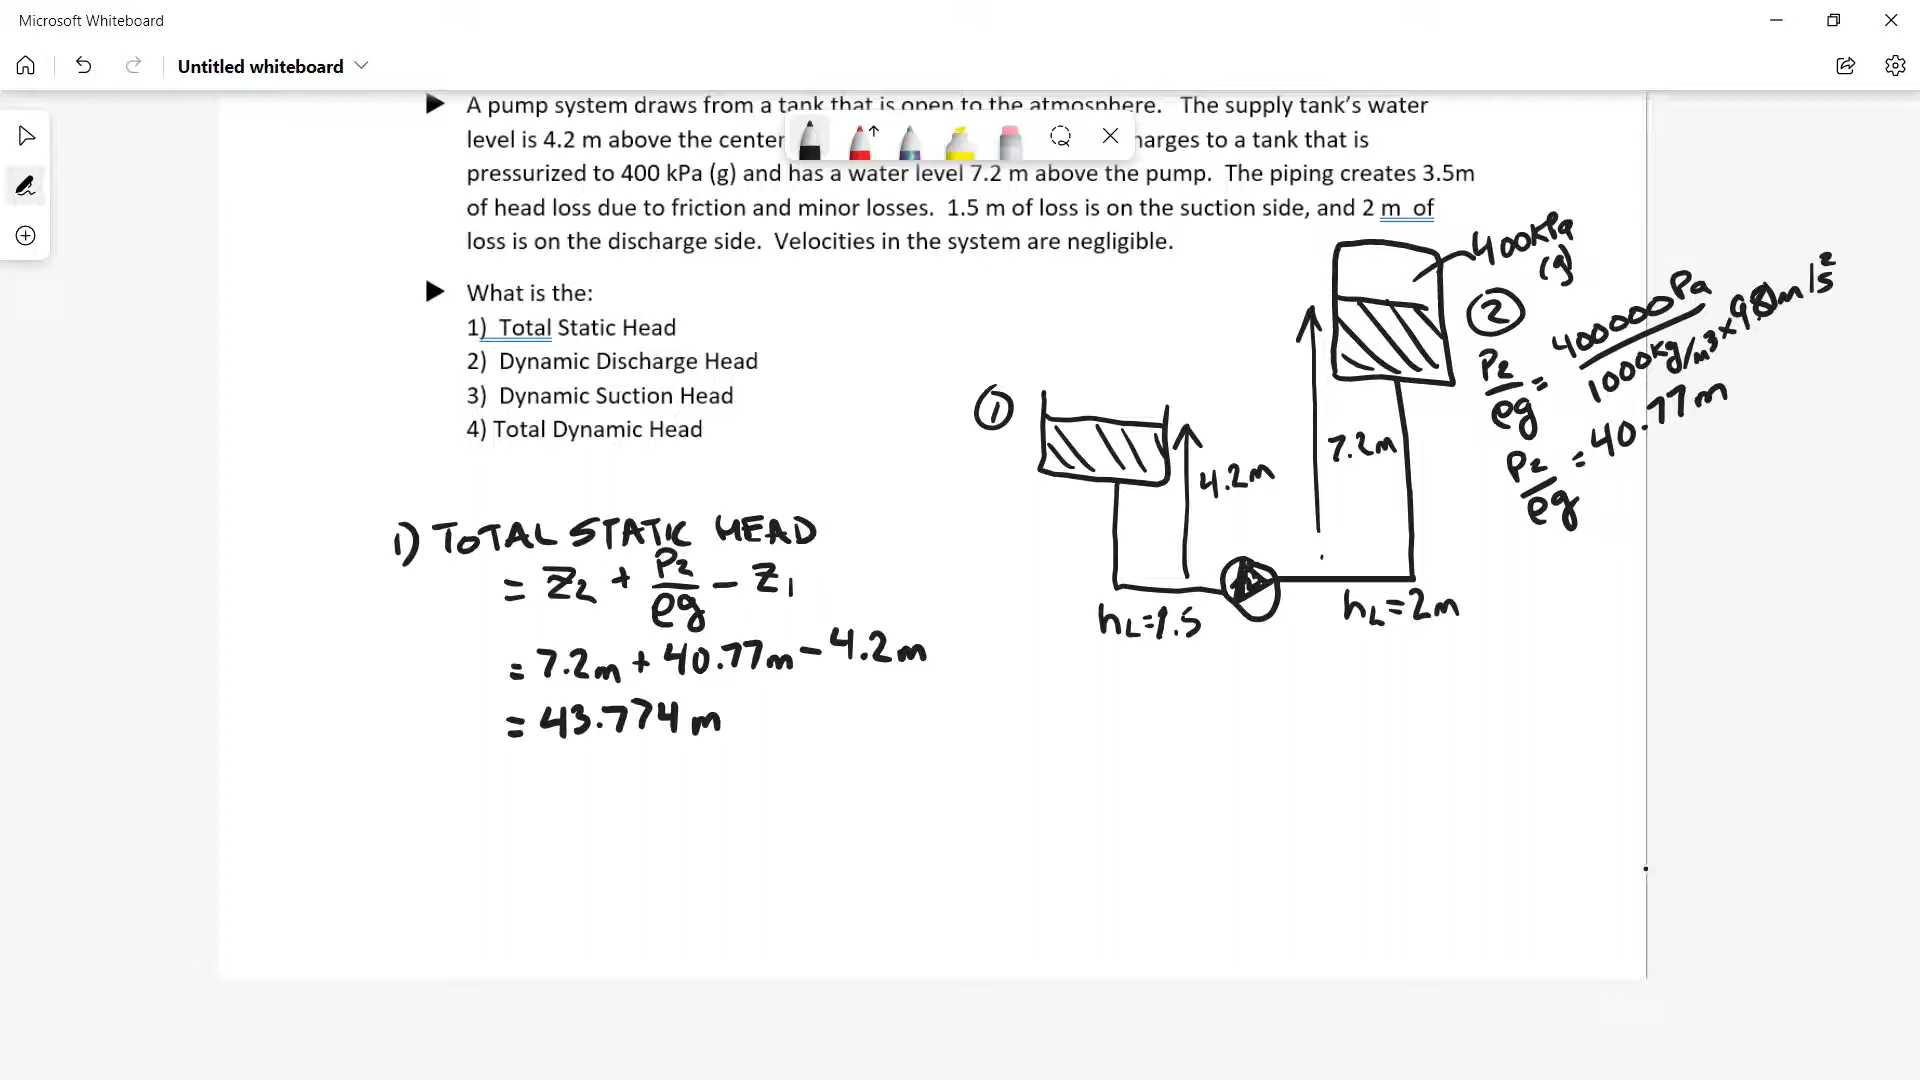 Microsoft Whiteboard
Untitled whiteboard
A pump system draws from a tank that is open to the atmosphere. The supply tank's water
level is 4.2 m above the center harges to a tank that is
pressurized to 400 kPa (g) and has a water level 7.2 m above the pump. The piping creates 3.5m
of head loss due to friction and minor losses. 1.5 m of loss is on the suction side, and 2 m of
loss is on the discharge side. Velocities in the system are negligible.
What is the:
1) Total Static Head
2) Dynamic Discharge Head
3) Dynamic Suction Head
4) Total Dynamic Head
1) TOTAL STATIC HEAD
= Z2 + P2/ρg - Z1
= 7.2m + 40.77m - 4.2m
= 43.774 m
1
4.2m
hL=1.5
7.2m
hL=2m
400KPa
(g)
2
P2/ρg = 400000Pa / 1000kg/m³ × 9.81m/s²
P2/ρg = 40.77m